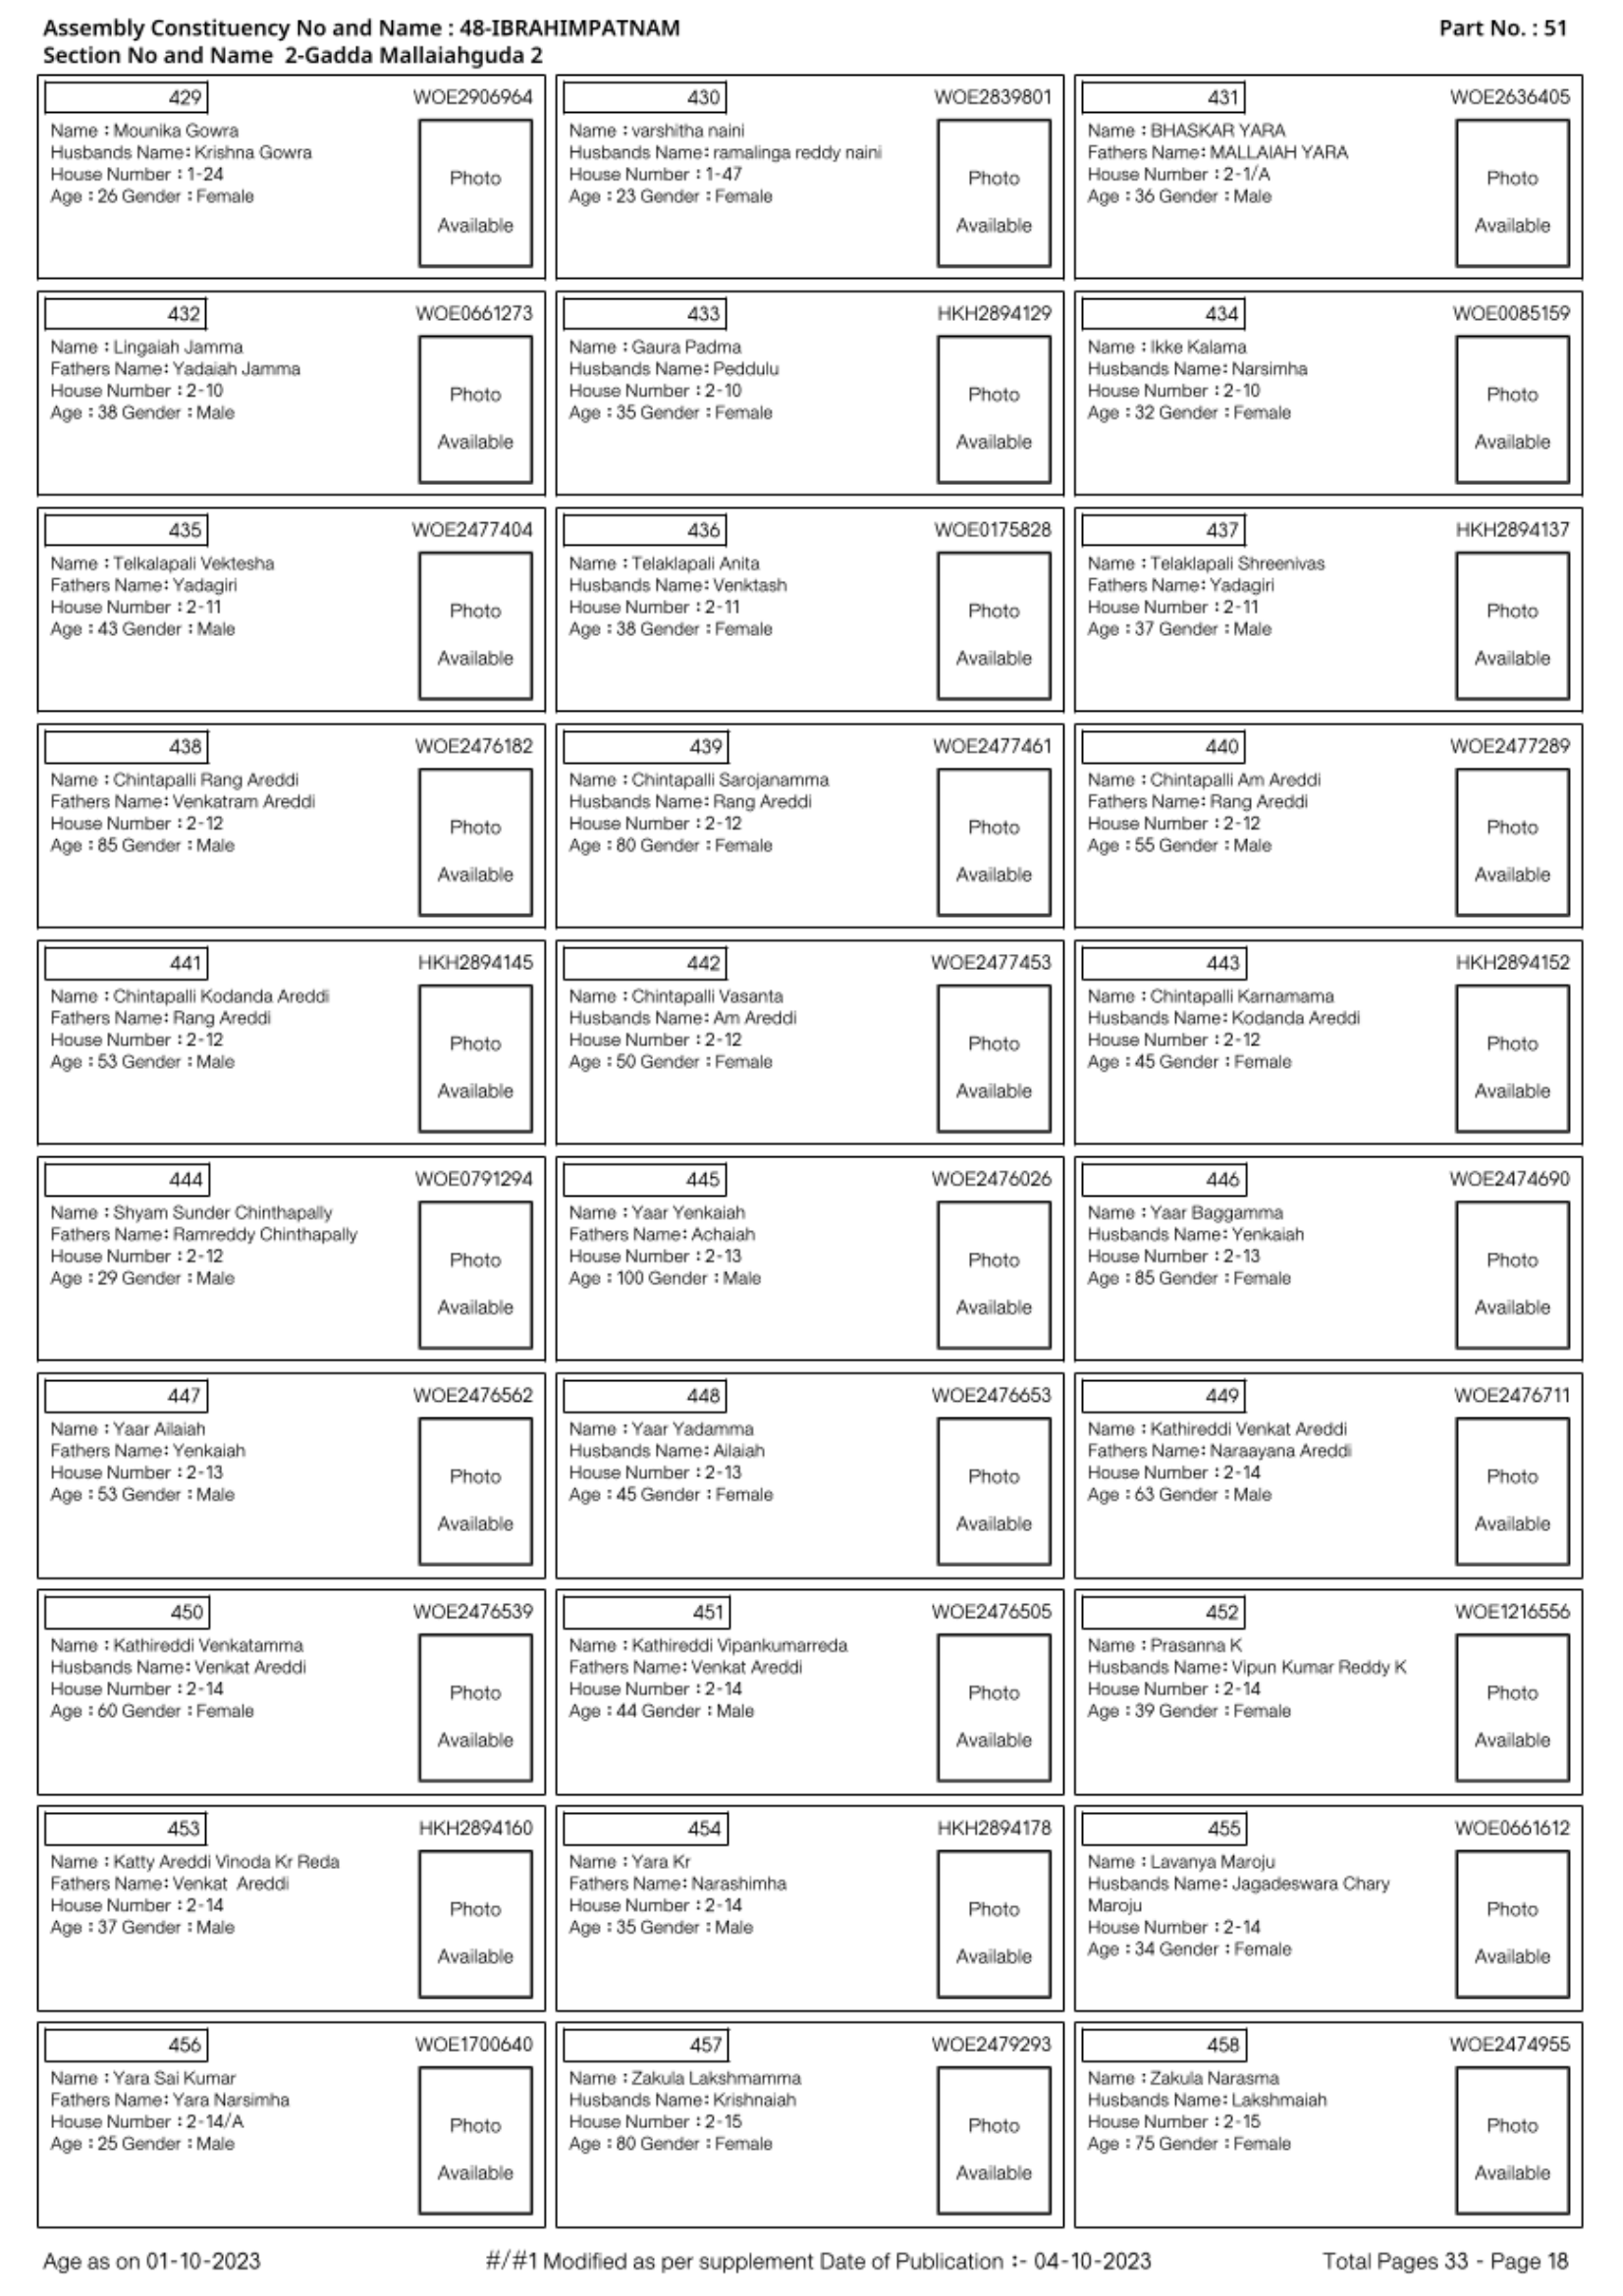 Assembly Constituency No and Name : 48-IBRAHIMPATNAM
Part No. : 51
Section No and Name 2-Gadda Mallaiahguda 2
429
WOE2906964
Name : Mounika Gowra
Husbands Name: Krishna Gowra
House Number : 1-24
Age : 26 Gender : Female
Photo
Available
430
WOE2839801
Name : varshitha naini
Husbands Name: ramalinga reddy naini
House Number : 1-47
Age : 23 Gender : Female
Photo
Available
431
WOE2636405
Name : BHASKAR YARA
Fathers Name: MALLAIAH YARA
House Number : 2-1/A
Age : 36 Gender : Male
Photo
Available
432
WOE0661273
Name : Lingaiah Jamma
Fathers Name: Yadaiah Jamma
House Number : 2-10
Age : 38 Gender : Male
Photo
Available
433
HKH2894129
Name : Gaura Padma
Husbands Name: Peddulu
House Number : 2-10
Age : 35 Gender : Female
Photo
Available
434
WOE0085159
Name : Ikke Kalama
Husbands Name: Narsimha
House Number : 2-10
Age : 32 Gender : Female
Photo
Available
435
WOE2477404
Name : Telkalapali Vektesha
Fathers Name: Yadagiri
House Number : 2-11
Age : 43 Gender : Male
Photo
Available
436
WOE0175828
Name : Telaklapali Anita
Husbands Name: Venktash
House Number : 2-11
Age : 38 Gender : Female
Photo
Available
437
HKH2894137
Name : Telaklapali Shreenivas
Fathers Name: Yadagiri
House Number : 2-11
Age : 37 Gender : Male
Photo
Available
438
WOE2476182
Name : Chintapalli Rang Areddi
Fathers Name: Venkatram Areddi
House Number : 2-12
Age : 85 Gender : Male
Photo
Available
439
WOE2477461
Name : Chintapalli Sarojanamma
Husbands Name: Rang Areddi
House Number : 2-12
Age : 80 Gender : Female
Photo
Available
440
WOE2477289
Name : Chintapalli Am Areddi
Fathers Name: Rang Areddi
House Number : 2-12
Age : 55 Gender : Male
Photo
Available
441
HKH2894145
Name : Chintapalli Kodanda Areddi
Fathers Name: Rang Areddi
House Number : 2-12
Age : 53 Gender : Male
Photo
Available
442
WOE2477453
Name : Chintapalli Vasanta
Husbands Name: Am Areddi
House Number : 2-12
Age : 50 Gender : Female
Photo
Available
443
HKH2894152
Name : Chintapalli Karnamama
Husbands Name: Kodanda Areddi
House Number : 2-12
Age : 45 Gender : Female
Photo
Available
444
WOE0791294
Name : Shyam Sunder Chinthapally
Fathers Name: Ramreddy Chinthapally
House Number : 2-12
Age : 29 Gender : Male
Photo
Available
445
WOE2476026
Name : Yaar Yenkaiah
Fathers Name: Achaiah
House Number : 2-13
Age : 100 Gender : Male
Photo
Available
446
WOE2474690
Name : Yaar Baggamma
Husbands Name: Yenkaiah
House Number : 2-13
Age : 85 Gender : Female
Photo
Available
447
WOE2476562
Name : Yaar Ailaiah
Fathers Name: Yenkaiah
House Number : 2-13
Age : 53 Gender : Male
Photo
Available
448
WOE2476653
Name : Yaar Yadamma
Husbands Name: Ailaiah
House Number : 2-13
Age : 45 Gender : Female
Photo
Available
449
WOE2476711
Name : Kathireddi Venkat Areddi
Fathers Name: Naraayana Areddi
House Number : 2-14
Age : 63 Gender : Male
Photo
Available
450
WOE2476539
Name : Kathireddi Venkatamma
Husbands Name: Venkat Areddi
House Number : 2-14
Age : 60 Gender : Female
Photo
Available
451
WOE2476505
Name : Kathireddi Vipankumarreda
Fathers Name: Venkat Areddi
House Number : 2-14
Age : 44 Gender : Male
Photo
Available
452
WOE1216556
Name : Prasanna K
Husbands Name: Vipun Kumar Reddy K
House Number : 2-14
Age : 39 Gender : Female
Photo
Available
453
HKH2894160
Name : Katty Areddi Vinoda Kr Reda
Fathers Name: Venkat Areddi
House Number : 2-14
Age : 37 Gender : Male
Photo
Available
454
HKH2894178
Name : Yara Kr
Fathers Name: Narashimha
House Number : 2-14
Age : 35 Gender : Male
Photo
Available
455
WOE0661612
Name : Lavanya Maroju
Husbands Name: Jagadeswara Chary
Maroju
House Number : 2-14
Age : 34 Gender : Female
Photo
Available
456
WOE1700640
Name : Yara Sai Kumar
Fathers Name: Yara Narsimha
House Number : 2-14/A
Age : 25 Gender : Male
Photo
Available
457
WOE2479293
Name : Zakula Lakshmamma
Husbands Name: Krishnaiah
House Number : 2-15
Age : 80 Gender : Female
Photo
Available
458
WOE2474955
Name : Zakula Narasma
Husbands Name: Lakshmaiah
House Number : 2-15
Age : 75 Gender : Female
Photo
Available
Age as on 01-10-2023
#/#1 Modified as per supplement Date of Publication :- 04-10-2023
Total Pages 33 - Page 18